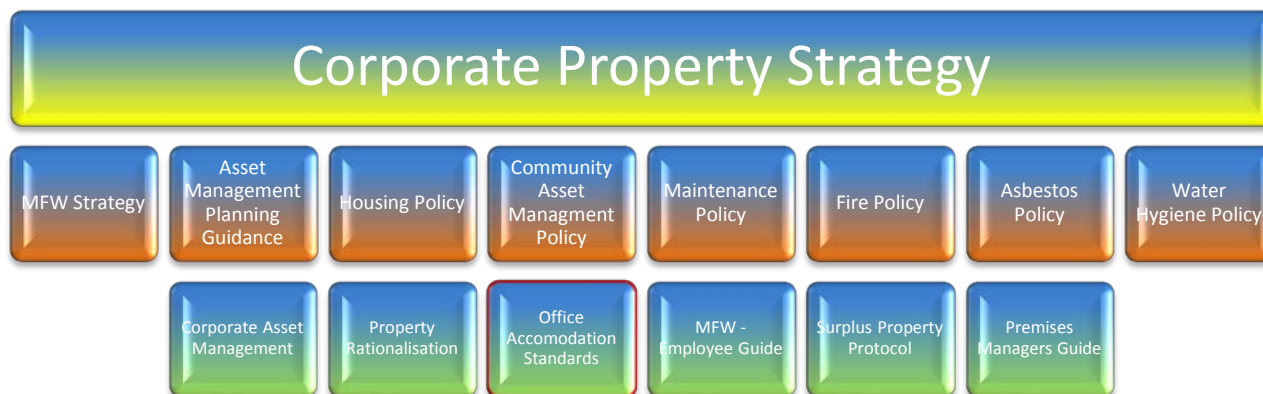 Corporate Property Strategy
MFW Strategy
Asset
Management
Planning
Guidance
Housing Policy
Community
Asset
Managment
Policy
Maintenance
Policy
Fire Policy
Asbestos
Policy
Water
Hygiene Policy
Corporate Asset
Management
Property
Rationalisation
Office
Accomodation
Standards
MFW -
Employee Guide
Surplus Property
Protocol
Premises
Managers Guide